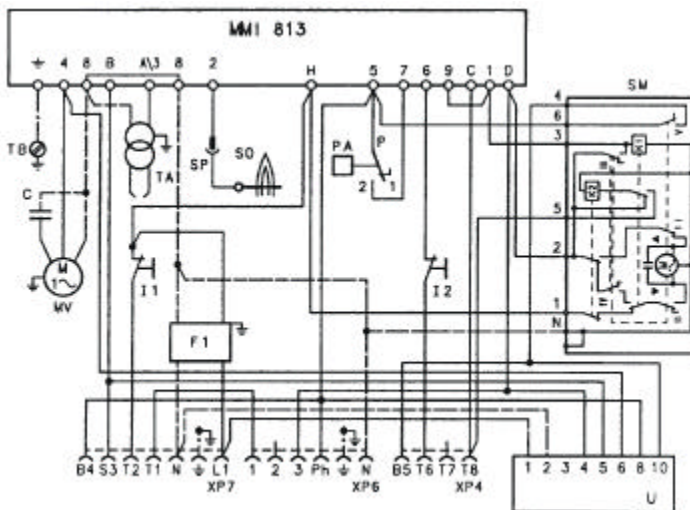 MMI 813
4 8 B A\3 8 2 H 5 7 6 9 C 1 D
SM
4
6
3
5
2
1
N
TB
TA
SP
SO
PA
P
2 1
C
M
1~
MV
I1
I2
F1
B4 S3 T2 T1 N L1 1 2 3 Ph N B5 T6 T7 T8
XP7 XP6 XP4
1 2 3 4 5 6 8 10
U